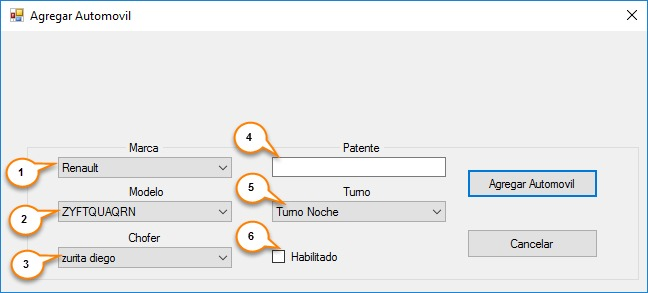 Agregar Automovil
Marca
1
Renault
Modelo
2
ZYFTQUAQRN
Chofer
3
zurita diego
4
Patente
5
Turno
Turno Noche
6
Habilitado
Agregar Automovil
Cancelar